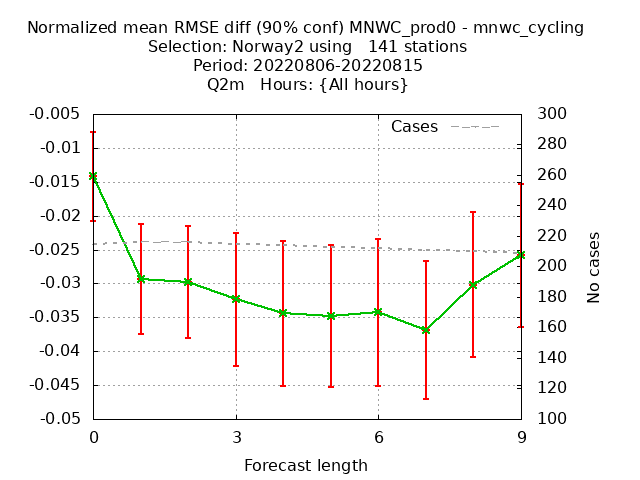 Normalized mean RMSE diff (90% conf) MNWC_prod0 - mnwc_cycling
Selection: Norway2 using   141 stations
Period: 20220806-20220815
Q2m   Hours: {All hours}
Cases
-0.005
-0.01
-0.015
-0.02
-0.025
-0.03
-0.035
-0.04
-0.045
-0.05
300
280
260
240
220
200
180
160
140
120
100
No cases
0 3 6 9
Forecast length